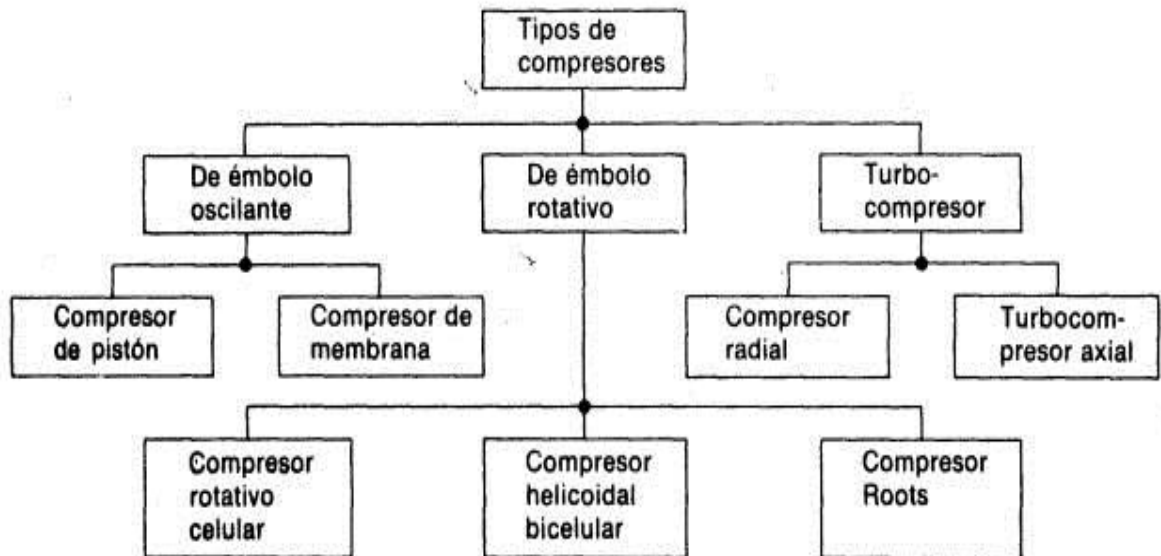 Tipos de
compresores
De émbolo
oscilante
De émbolo
rotativo
Turbo-
compresor
Compresor
de pistón
Compresor de
membrana
Compresor
radial
Turbocom-
presor axial
Compresor
rotativo
celular
Compresor
helicoidal
bicelular
Compresor
Roots